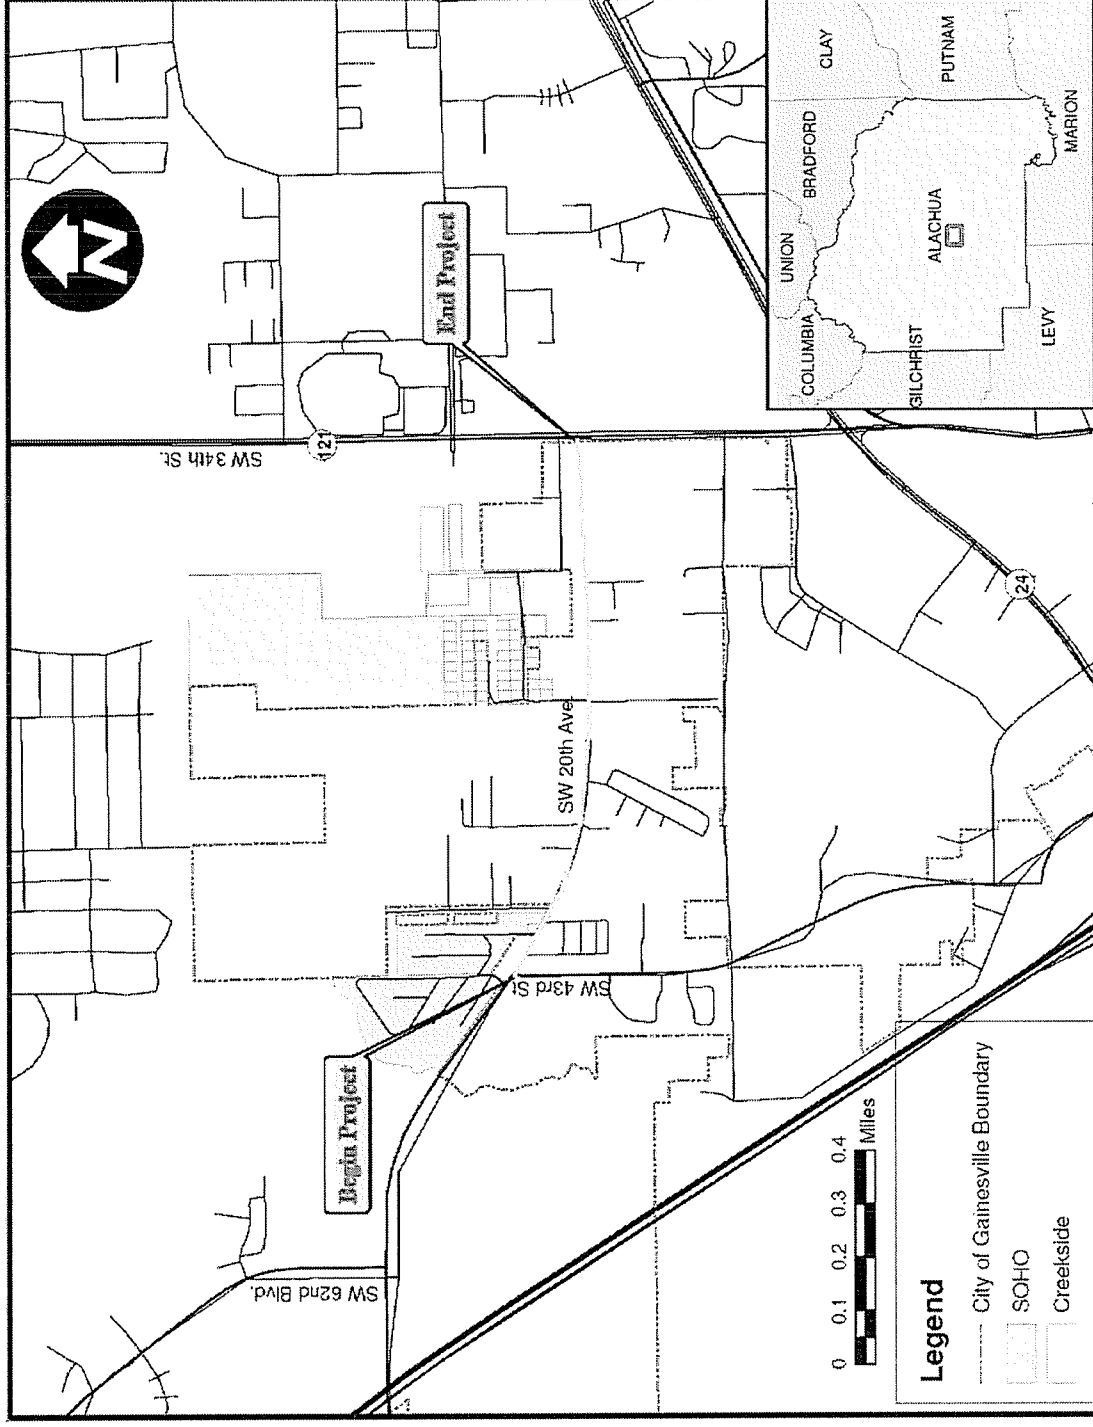 N
SW 34th St.
121
End Project
SW 20th Ave
Begin Project
SW 43rd St
SW 62nd Blvd.
24
COLUMBIA
UNION
BRADFORD
CLAY
GILCHRIST
ALACHUA
PUTNAM
LEVY
MARION
0 0.1 0.2 0.3 0.4
Miles
Legend
City of Gainesville Boundary
SOHO
Creekside